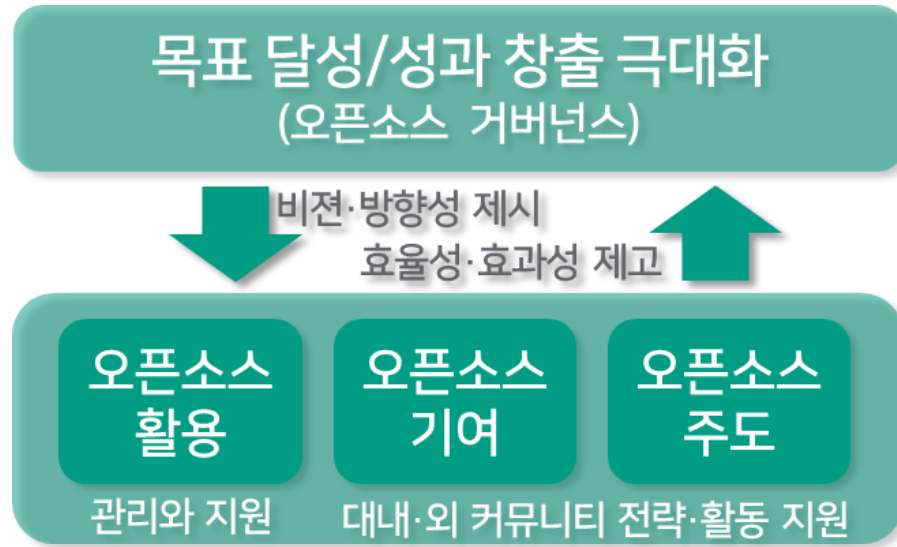 목표 달성/성과 창출 극대화
(오픈소스 거버넌스)
비젼·방향성 제시
효율성·효과성 제고
오픈소스
활용
오픈소스
기여
오픈소스
주도
관리와 지원
대내·외 커뮤니티 전략·활동 지원